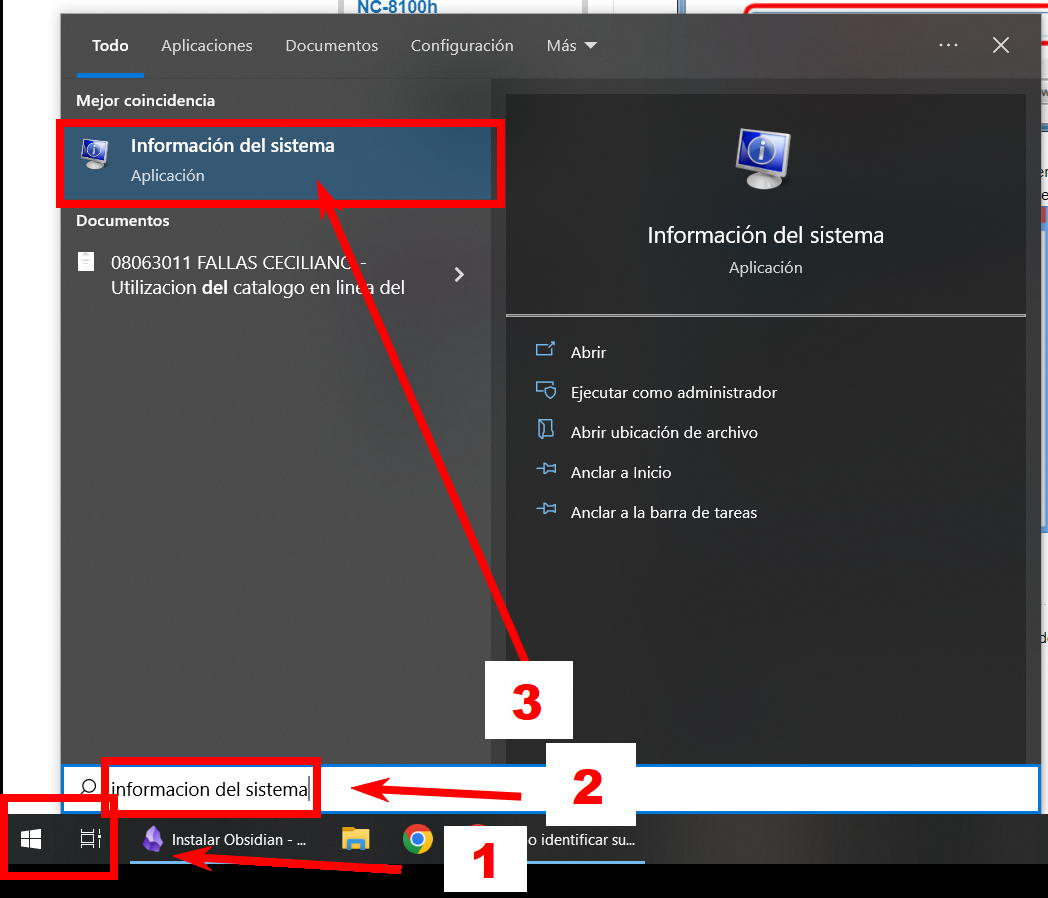 NC-8100h
Todo Aplicaciones Documentos Configuración Más
Mejor coincidencia
Información del sistema
Aplicación
Documentos
08063011 FALLAS CECILIANO -
Utilizacion del catalogo en linea del
Información del sistema
Aplicación
Abrir
Ejecutar como administrador
Abrir ubicación de archivo
Anclar a Inicio
Anclar a la barra de tareas
3
informacion del sistema
2
Instalar Obsidian - ...
o identificar su...
1